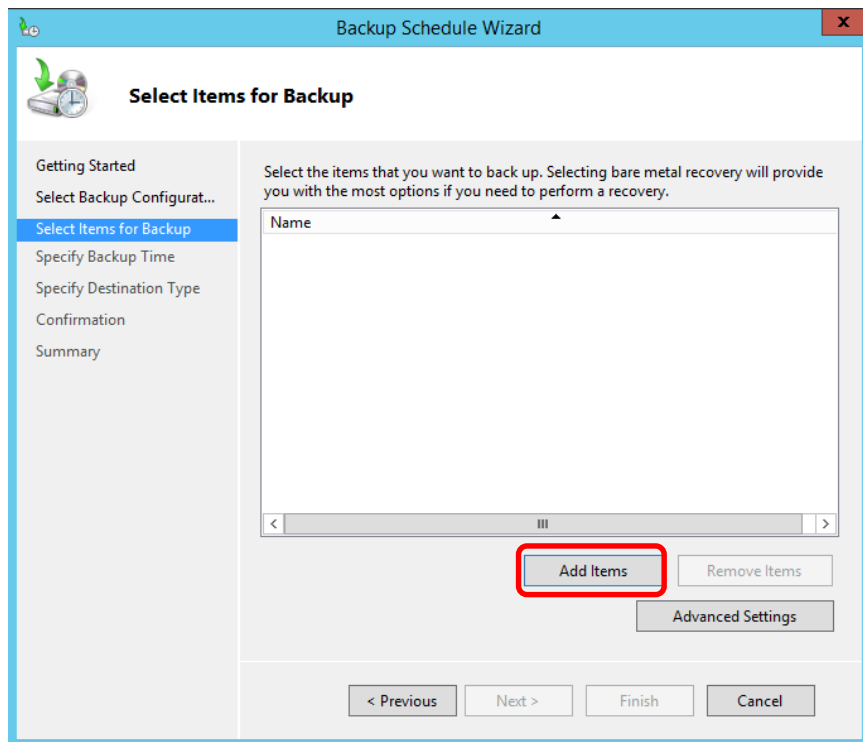 Backup Schedule Wizard
x
Select Items for Backup
Getting Started
Select Backup Configurat...
Select Items for Backup
Specify Backup Time
Specify Destination Type
Confirmation
Summary
Select the items that you want to back up. Selecting bare metal recovery will provide
you with the most options if you need to perform a recovery.
Name
Add Items
Remove Items
Advanced Settings
< Previous
Next >
Finish
Cancel